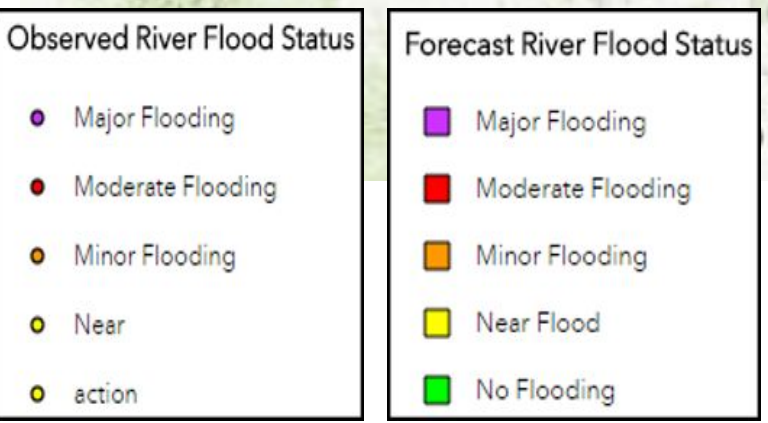 Observed River Flood Status
Major Flooding
Moderate Flooding
Minor Flooding
Near
action
Forecast River Flood Status
Major Flooding
Moderate Flooding
Minor Flooding
Near Flood
No Flooding